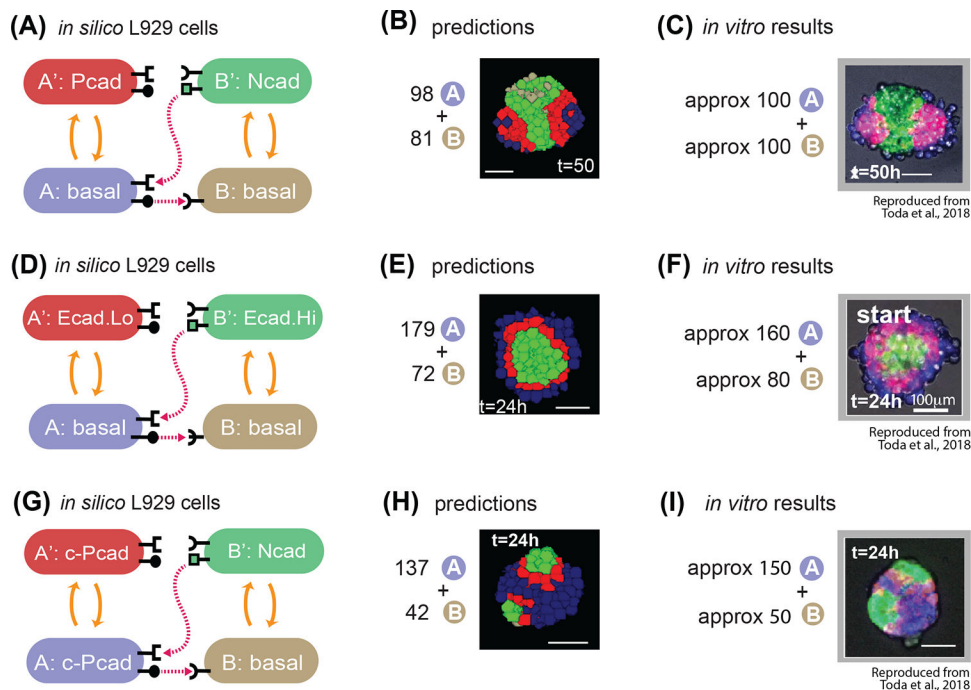 (A) in silico L929 cells
A': Pcad
B': Ncad
A: basal
B: basal
(B) predictions
98 A
+
81 B
t=50
(C) in vitro results
approx 100 A
+
approx 100 B
t=50h
Reproduced from
Toda et al., 2018
(D) in silico L929 cells
A': Ecad.Lo
B': Ecad.Hi
A: basal
B: basal
(E) predictions
179 A
+
72 B
t=24h
(F) in vitro results
approx 160 A
+
approx 80 B
start
t=24h
100μm
Reproduced from
Toda et al., 2018
(G) in silico L929 cells
A': c-Pcad
B': Ncad
A: c-Pcad
B: basal
(H) predictions
137 A
+
42 B
t=24h
(I) in vitro results
approx 150 A
+
approx 50 B
t=24h
Reproduced from
Toda et al., 2018